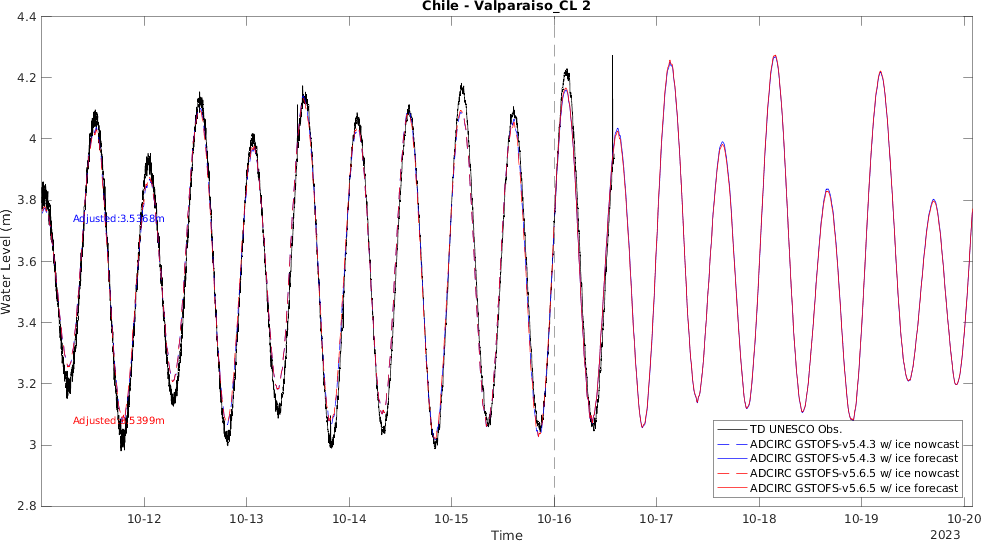 Chile - Valparaiso_CL 2
4.4
4.2
4
3.8
3.6
3.4
3.2
3
2.8
Water Level (m)
Adjusted:3.5368m
Adjusted:3.5399m
TD UNESCO Obs.
ADCIRC GSTOFS-v5.4.3 w/ ice nowcast
ADCIRC GSTOFS-v5.4.3 w/ ice forecast
ADCIRC GSTOFS-v5.6.5 w/ ice nowcast
ADCIRC GSTOFS-v5.6.5 w/ ice forecast
10-12 10-13 10-14 10-15 10-16 10-17 10-18 10-19 10-20
Time 2023